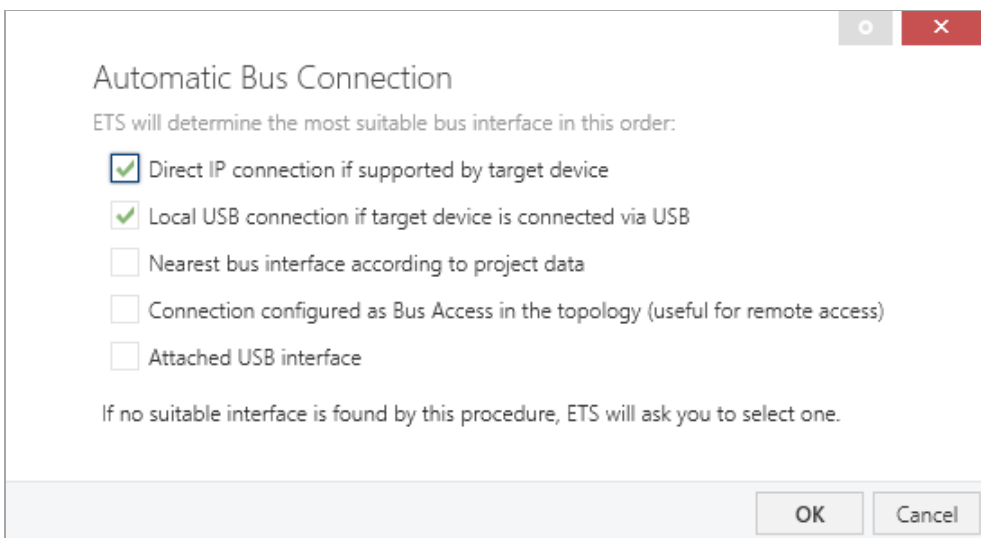 Automatic Bus Connection
ETS will determine the most suitable bus interface in this order:
Direct IP connection if supported by target device
Local USB connection if target device is connected via USB
Nearest bus interface according to project data
Connection configured as Bus Access in the topology (useful for remote access)
Attached USB interface
If no suitable interface is found by this procedure, ETS will ask you to select one.
OK
Cancel